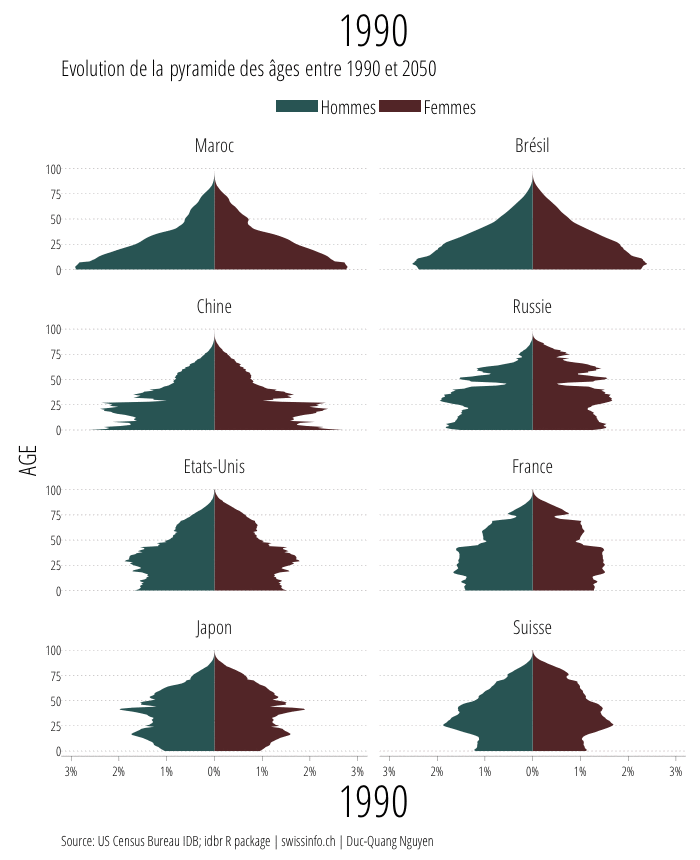 1990
Evolution de la pyramide des âges entre 1990 et 2050
Hommes Femmes
Maroc Brésil
100
75
50
25
0
Chine Russie
100
75
50
25
0
AGE
Etats-Unis France
100
75
50
25
0
Japon Suisse
100
75
50
25
0
3% 2% 1% 0% 1% 2% 3% 3% 2% 1% 0% 1% 2% 3%
1990
Source: US Census Bureau IDB; idbr R package | swissinfo.ch | Duc-Quang Nguyen